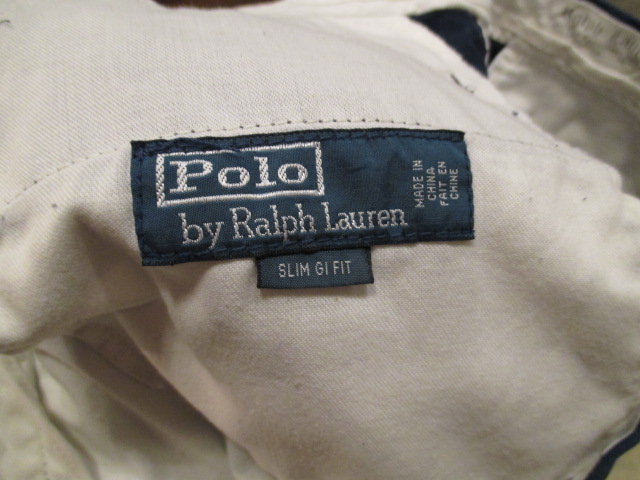 Polo
by Ralph Lauren
MADE IN
CHINA
FAIT EN
CHINE
SLIM GI FIT